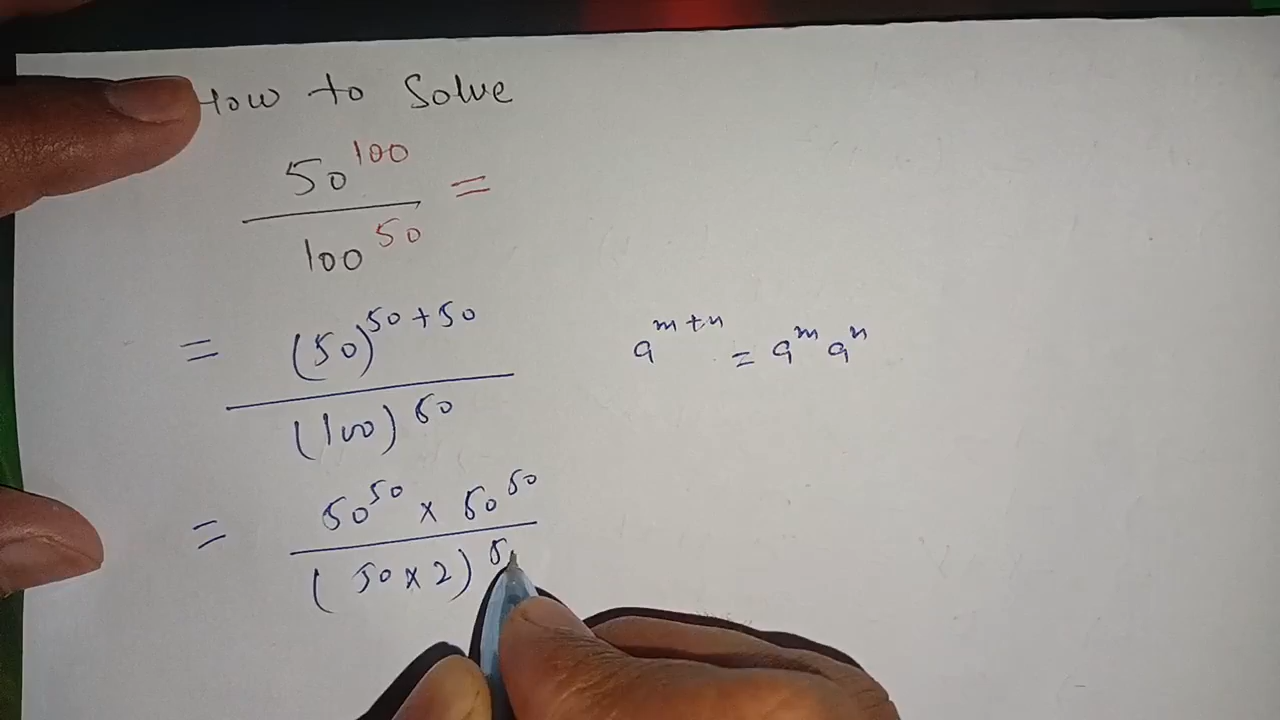 How to Solve
50^100
/ 100^50 =
= (50)^50+50 / (100)^50
a^m+n = a^m a^n
= 50^50 × 50^50 / (50×2)^5